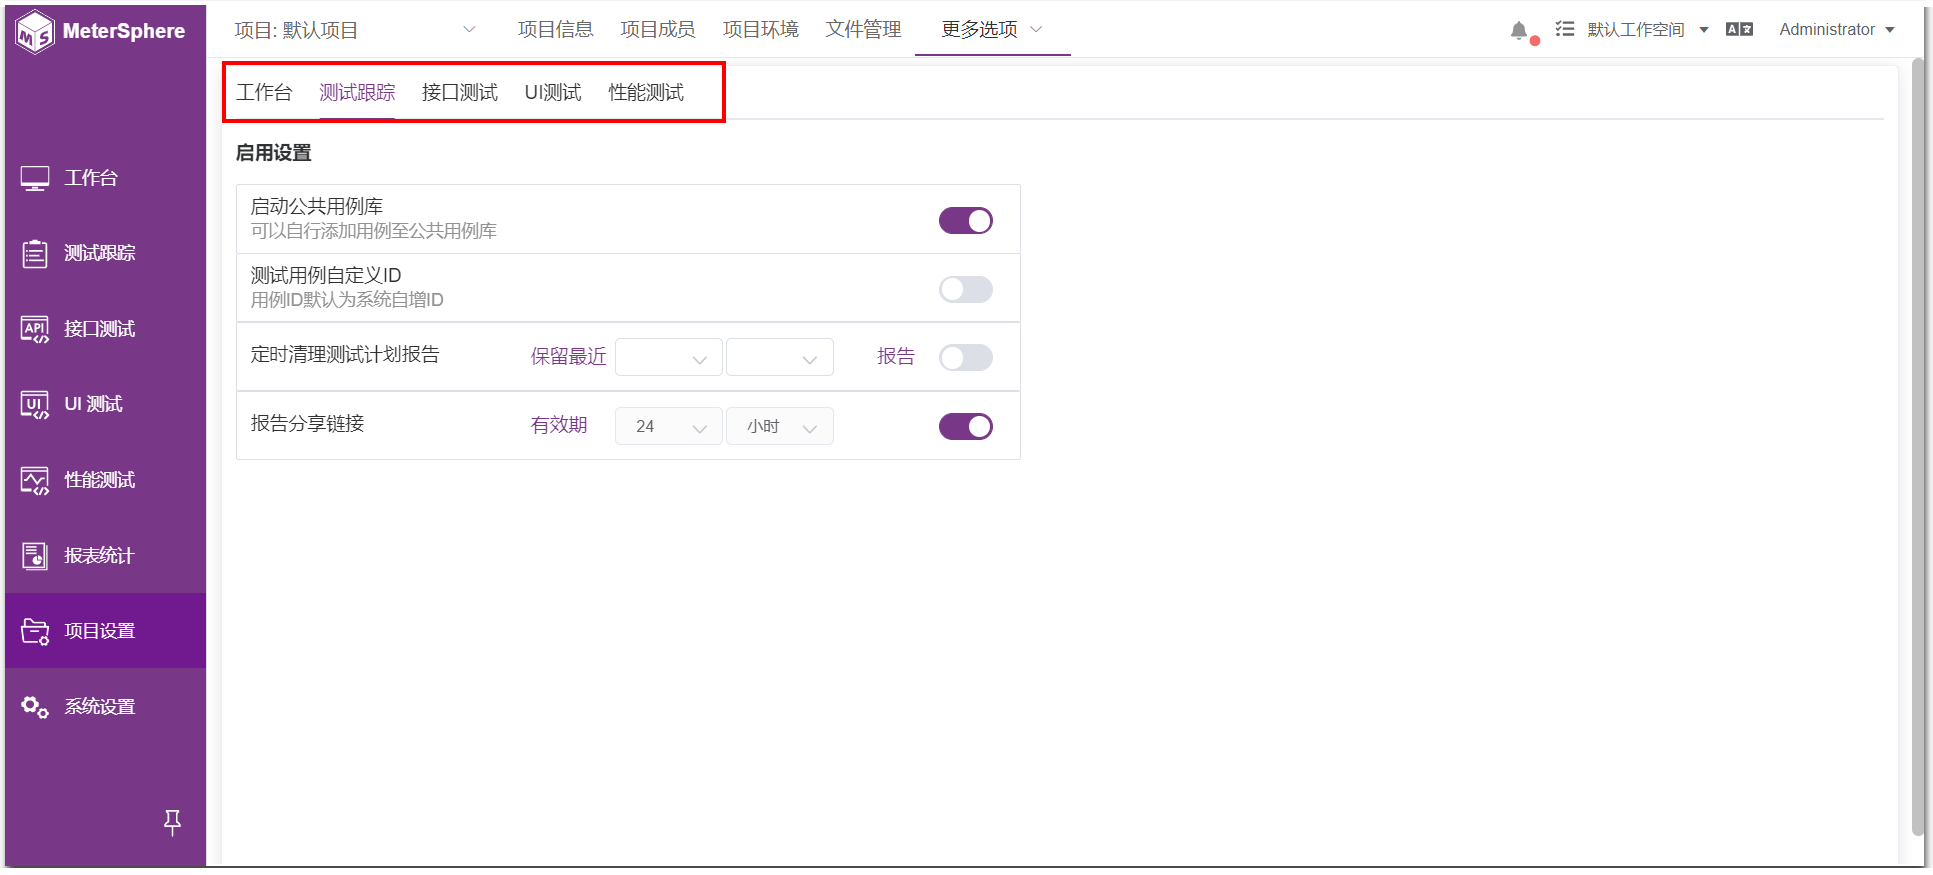 MeterSphere
项目: 默认项目 项目信息 项目成员 项目环境 文件管理 更多选项 默认工作空间 Administrator
工作台 测试跟踪 接口测试 UI测试 性能测试
启用设置
启动公共用例库
可以自行添加用例至公共用例库
测试用例自定义ID
用例ID默认为系统自增ID
定时清理测试计划报告 保留最近 报告
报告分享链接 有效期 24 小时
工作台
测试跟踪
API 接口测试
UI UI 测试
性能测试
报表统计
项目设置
系统设置